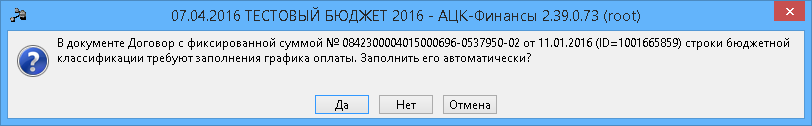 07.04.2016 ТЕСТОВЫЙ БЮДЖЕТ 2016 - АЦК-Финансы 2.39.0.73 (root)
В документе Договор с фиксированной суммой № 0842300004015000696-0537950-02 от 11.01.2016 (ID=1001665859) строки бюджетной
классификации требуют заполнения графика оплаты. Заполнить его автоматически?
Да Нет Отмена